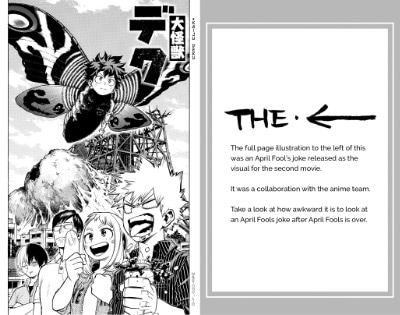 大怪獣
デク
THE.
The full page illustration to the left of this
was an April Fool's joke released as the
visual for the second movie.
It was a collaboration with the anime team.
Take a look at how awkward it is to look at
an April Fools joke after April Fools is over.